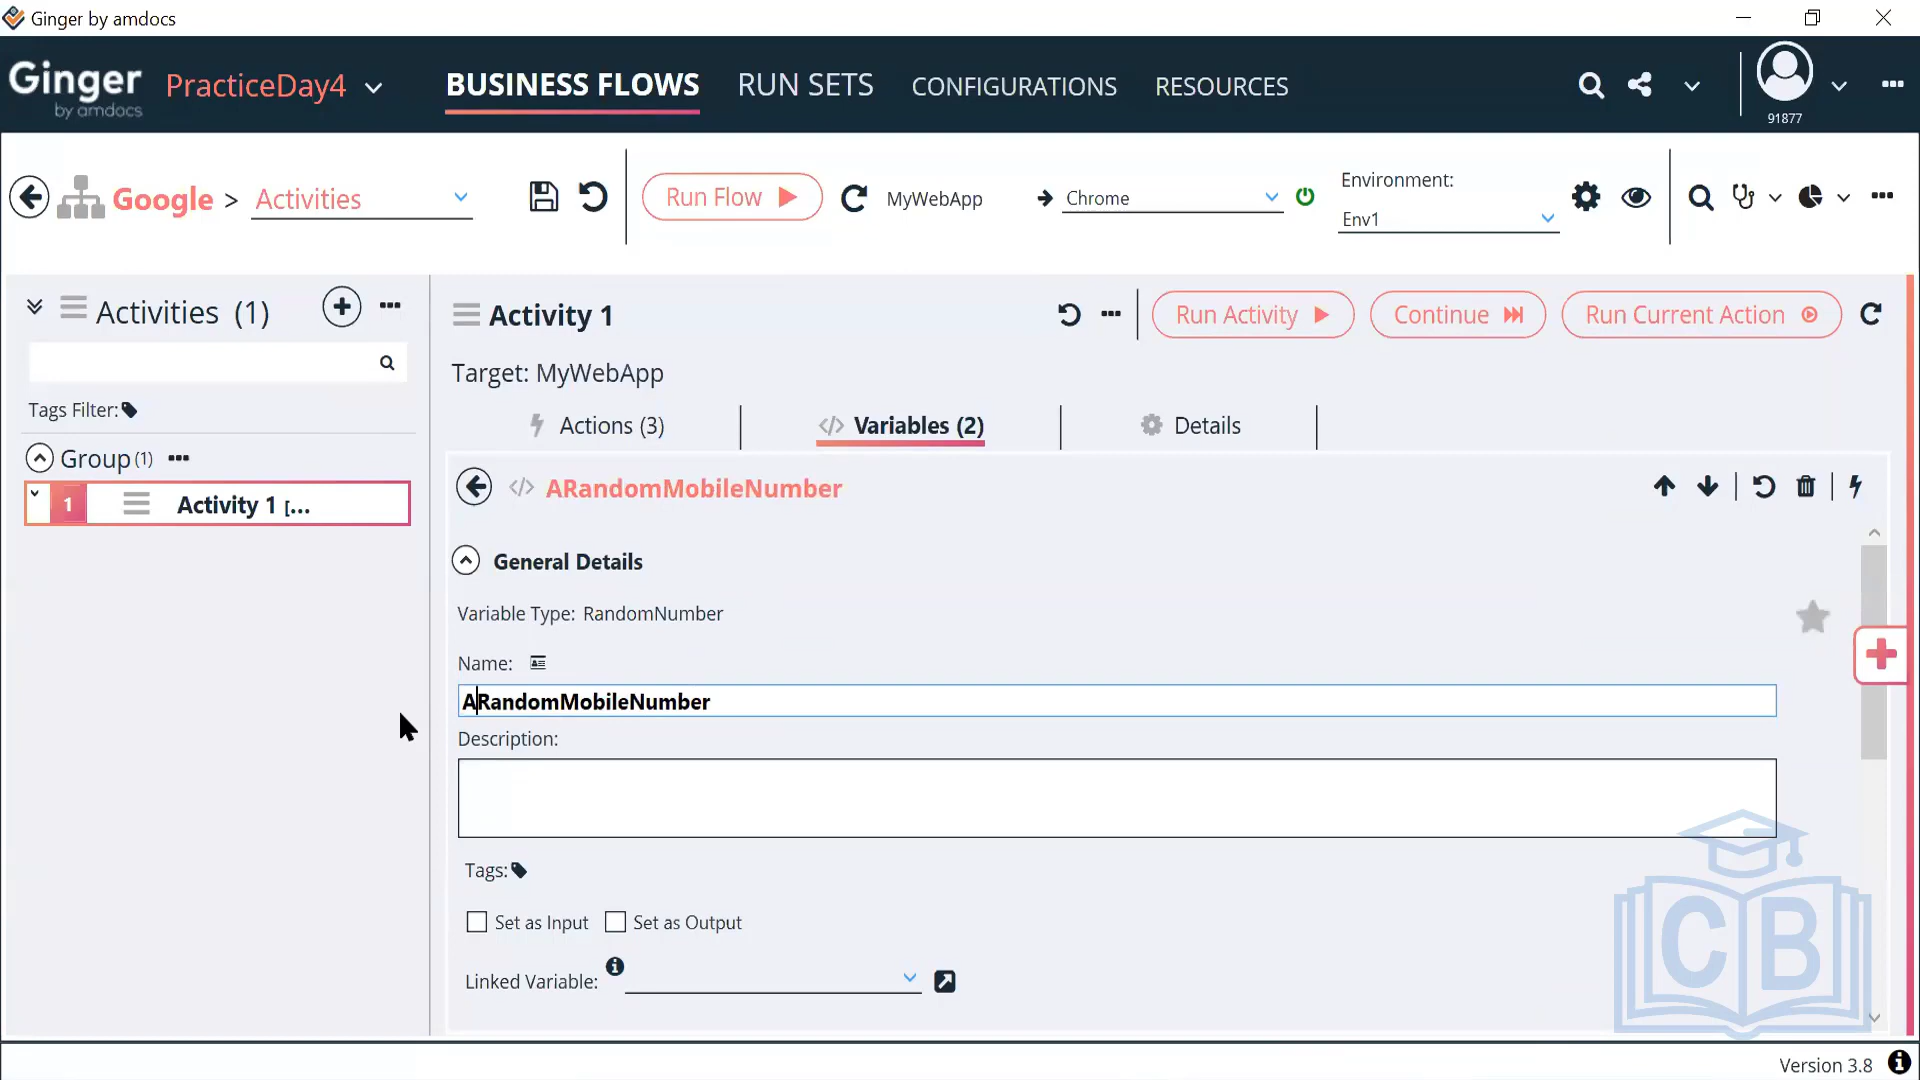 Ginger by amdocs
Ginger by amdocs PracticeDay4 BUSINESS FLOWS RUN SETS CONFIGURATIONS RESOURCES
91877
Google > Activities Run Flow MyWebApp Chrome Environment:
Env1
Activities (1)
Tags Filter:
Group (1)
1 Activity 1 [...
Activity 1 Run Activity Continue Run Current Action
Target: MyWebApp
Actions (3) Variables (2) Details
ARandomMobileNumber
General Details
Variable Type: RandomNumber
Name:
ARandomMobileNumber
Description:
Tags:
Set as Input Set as Output
Linked Variable:
CB
Version 3.8